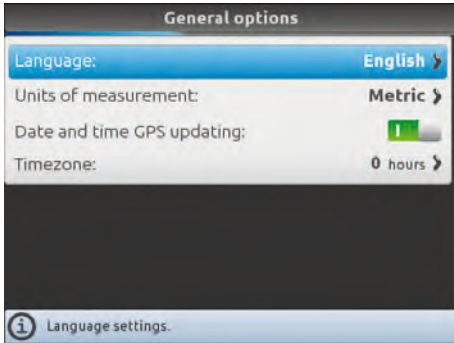 General options
Language: English
Units of measurement: Metric
Date and time GPS updating: I
Timezone: 0 hours
Language settings.